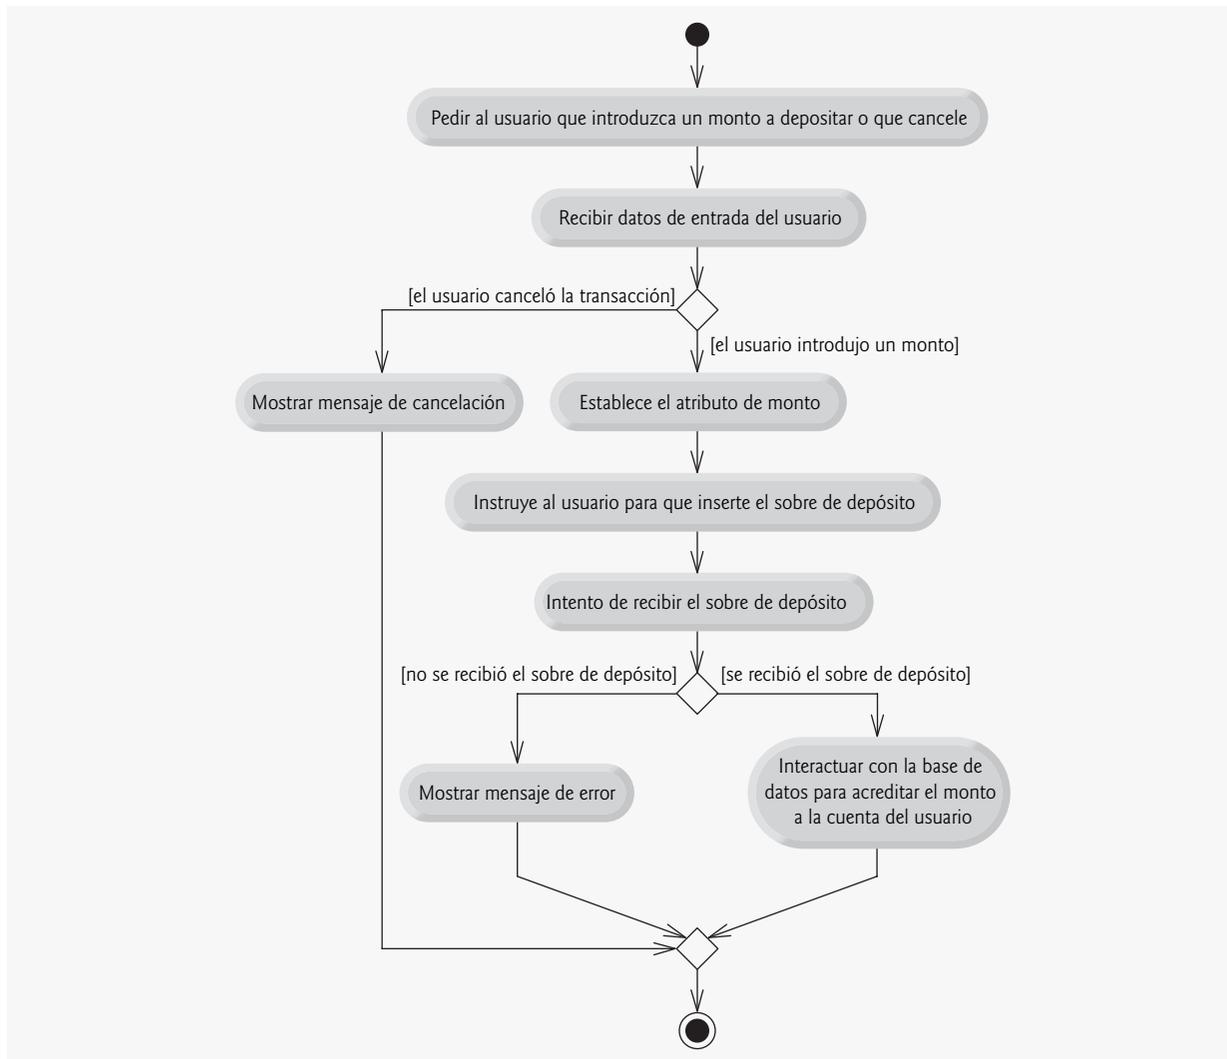 Pedir al usuario que introduzca un monto a depositar o que cancele
Recibir datos de entrada del usuario
[el usuario canceló la transacción]
[el usuario introdujo un monto]
Mostrar mensaje de cancelación
Establece el atributo de monto
Instruye al usuario para que inserte el sobre de depósito
Intento de recibir el sobre de depósito
[no se recibió el sobre de depósito]
[se recibió el sobre de depósito]
Mostrar mensaje de error
Interactuar con la base de
datos para acreditar el monto
a la cuenta del usuario